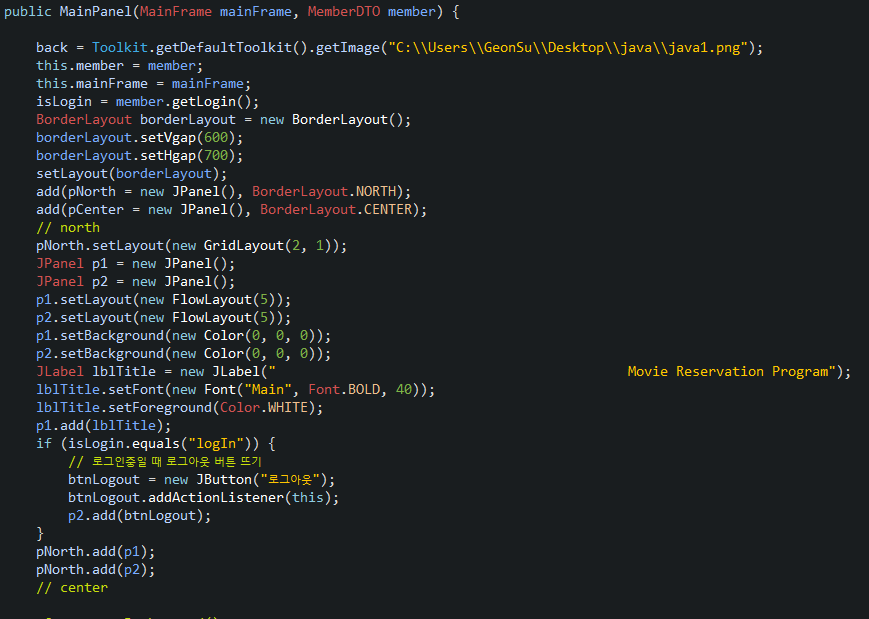 public MainPanel(MainFrame mainFrame, MemberDTO member) {
back = Toolkit.getDefaultToolkit().getImage("C:\\Users\\GeonSu\\Desktop\\java\\java1.png");
this.member = member;
this.mainFrame = mainFrame;
isLogin = member.getLogin();
BorderLayout borderLayout = new BorderLayout();
borderLayout.setVgap(600);
borderLayout.setHgap(700);
setLayout(borderLayout);
add(pNorth = new JPanel(), BorderLayout.NORTH);
add(pCenter = new JPanel(), BorderLayout.CENTER);
// north
pNorth.setLayout(new GridLayout(2, 1));
JPanel p1 = new JPanel();
JPanel p2 = new JPanel();
p1.setLayout(new FlowLayout(5));
p2.setLayout(new FlowLayout(5));
p1.setBackground(new Color(0, 0, 0));
p2.setBackground(new Color(0, 0, 0));
JLabel lblTitle = new JLabel("                                            Movie Reservation Program");
lblTitle.setFont(new Font("Main", Font.BOLD, 40));
lblTitle.setForeground(Color.WHITE);
p1.add(lblTitle);
if (isLogin.equals("logIn")) {
// 로그인중일 때 로그아웃 버튼 뜨기
btnLogout = new JButton("로그아웃");
btnLogout.addActionListener(this);
p2.add(btnLogout);
}
pNorth.add(p1);
pNorth.add(p2);
// center